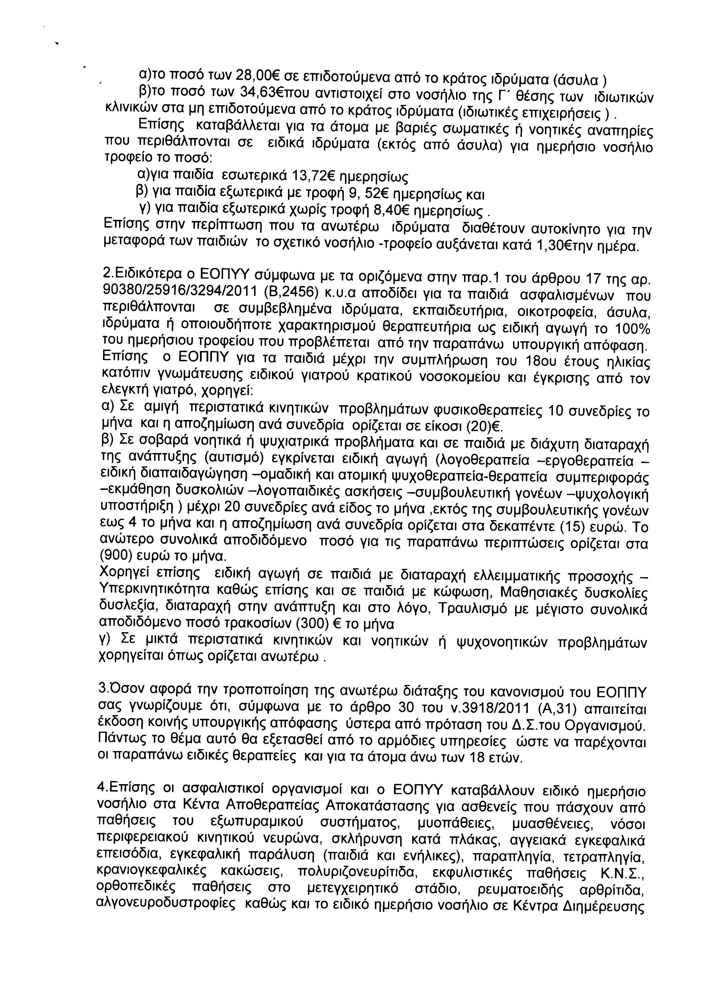 α)το ποσό των 28,00€ σε επιδοτούμενα από το κράτος ιδρύματα (άσυλα )
β)το ποσό των 34,63€που αντιστοιχεί στο νοσήλιο της Γ΄ θέσης των ιδιωτικών
κλινικών στα μη επιδοτούμενα από το κράτος ιδρύματα (ιδιωτικές επιχειρήσεις ) .
Επίσης καταβάλλεται για τα άτομα με βαριές σωματικές ή νοητικές αναπηρίες
που περιθάλπονται σε ειδικά ιδρύματα (εκτός από άσυλα) για ημερήσιο νοσήλιο
τροφείο το ποσό:
α)για παιδία εσωτερικά 13,72€ ημερησίως
β) για παιδία εξωτερικά με τροφή 9, 52€ ημερησίως και
γ) για παιδία εξωτερικά χωρίς τροφή 8,40€ ημερησίως .
Επίσης στην περίπτωση που τα ανωτέρω ιδρύματα διαθέτουν αυτοκίνητο για την
μεταφορά των παιδιών το σχετικό νοσήλιο -τροφείο αυξάνεται κατά 1,30€την ημέρα.
2.Ειδικότερα ο ΕΟΠΥΥ σύμφωνα με τα οριζόμενα στην παρ.1 του άρθρου 17 της αρ.
90380/25916/3294/2011 (Β,2456) κ.υ.α αποδίδει για τα παιδιά ασφαλισμένων που
περιθάλπονται σε συμβεβλημένα ιδρύματα, εκπαιδευτήρια, οικοτροφεία, άσυλα,
ιδρύματα ή οποιουδήποτε χαρακτηρισμού θεραπευτήρια ως ειδική αγωγή το 100%
του ημερήσιου τροφείου που προβλέπεται από την παραπάνω υπουργική απόφαση.
Επίσης ο ΕΟΠΠΥ για τα παιδιά μέχρι την συμπλήρωση του 18ου έτους ηλικίας
κατόπιν γνωμάτευσης ειδικού γιατρού κρατικού νοσοκομείου και έγκρισης από τον
ελεγκτή γιατρό, χορηγεί:
α) Σε αμιγή περιστατικά κινητικών προβλημάτων φυσικοθεραπείες 10 συνεδρίες το
μήνα και η αποζημίωση ανά συνεδρία ορίζεται σε είκοσι (20)€.
β) Σε σοβαρά νοητικά ή ψυχιατρικά προβλήματα και σε παιδιά με διάχυτη διαταραχή
της ανάπτυξης (αυτισμό) εγκρίνεται ειδική αγωγή (λογοθεραπεία –εργοθεραπεία –
ειδική διαπαιδαγώγηση –ομαδική και ατομική ψυχοθεραπεία-θεραπεία συμπεριφοράς
–εκμάθηση δυσκολιών –λογοπαιδικές ασκήσεις –συμβουλευτική γονέων –ψυχολογική
υποστήριξη ) μέχρι 20 συνεδρίες ανά είδος το μήνα ,εκτός της συμβουλευτικής γονέων
εως 4 το μήνα και η αποζημίωση ανά συνεδρία ορίζεται στα δεκαπέντε (15) ευρώ. Το
ανώτερο συνολικά αποδιδόμενο ποσό για τις παραπάνω περιπτώσεις ορίζεται στα
(900) ευρώ το μήνα.
Χορηγεί επίσης ειδική αγωγή σε παιδιά με διαταραχή ελλειμματικής προσοχής –
Υπερκινητικότητα καθώς επίσης και σε παιδιά με κώφωση, Μαθησιακές δυσκολίες
δυσλεξία, διαταραχή στην ανάπτυξη και στο λόγο, Τραυλισμό με μέγιστο συνολικά
αποδιδόμενο ποσό τρακοσίων (300) € το μήνα
γ) Σε μικτά περιστατικά κινητικών και νοητικών ή ψυχονοητικών προβλημάτων
χορηγείται όπως ορίζεται ανωτέρω .
3.Όσον αφορά την τροποποίηση της ανωτέρω διάταξης του κανονισμού του ΕΟΠΠΥ
σας γνωρίζουμε ότι, σύμφωνα με το άρθρο 30 του ν.3918/2011 (Α,31) απαιτείται
έκδοση κοινής υπουργικής απόφασης ύστερα από πρόταση του Δ.Σ.του Οργανισμού.
Πάντως το θέμα αυτό θα εξετασθεί από το αρμόδιες υπηρεσίες ώστε να παρέχονται
οι παραπάνω ειδικές θεραπείες και για τα άτομα άνω των 18 ετών.
4.Επίσης οι ασφαλιστικοί οργανισμοί και ο ΕΟΠΥΥ καταβάλλουν ειδικό ημερήσιο
νοσήλιο στα Κέντα Αποθεραπείας Αποκατάστασης για ασθενείς που πάσχουν από
παθήσεις του εξωπυραμικού συστήματος, μυοπάθειες, μυασθένειες, νόσοι
περιφερειακού κινητικού νευρώνα, σκλήρυνση κατά πλάκας, αγγειακά εγκεφαλικά
επεισόδια, εγκεφαλική παράλυση (παιδιά και ενήλικες), παραπληγία, τετραπληγία,
κρανιογκεφαλικές κακώσεις, πολυριζονευρίτιδα, εκφυλιστικές παθήσεις Κ.Ν.Σ.,
ορθοπεδικές παθήσεις στο μετεγχειρητικό στάδιο, ρευματοειδής αρθρίτιδα,
αλγονευροδυστροφίες καθώς και το ειδικό ημερήσιο νοσήλιο σε Κέντρα Διημέρευσης